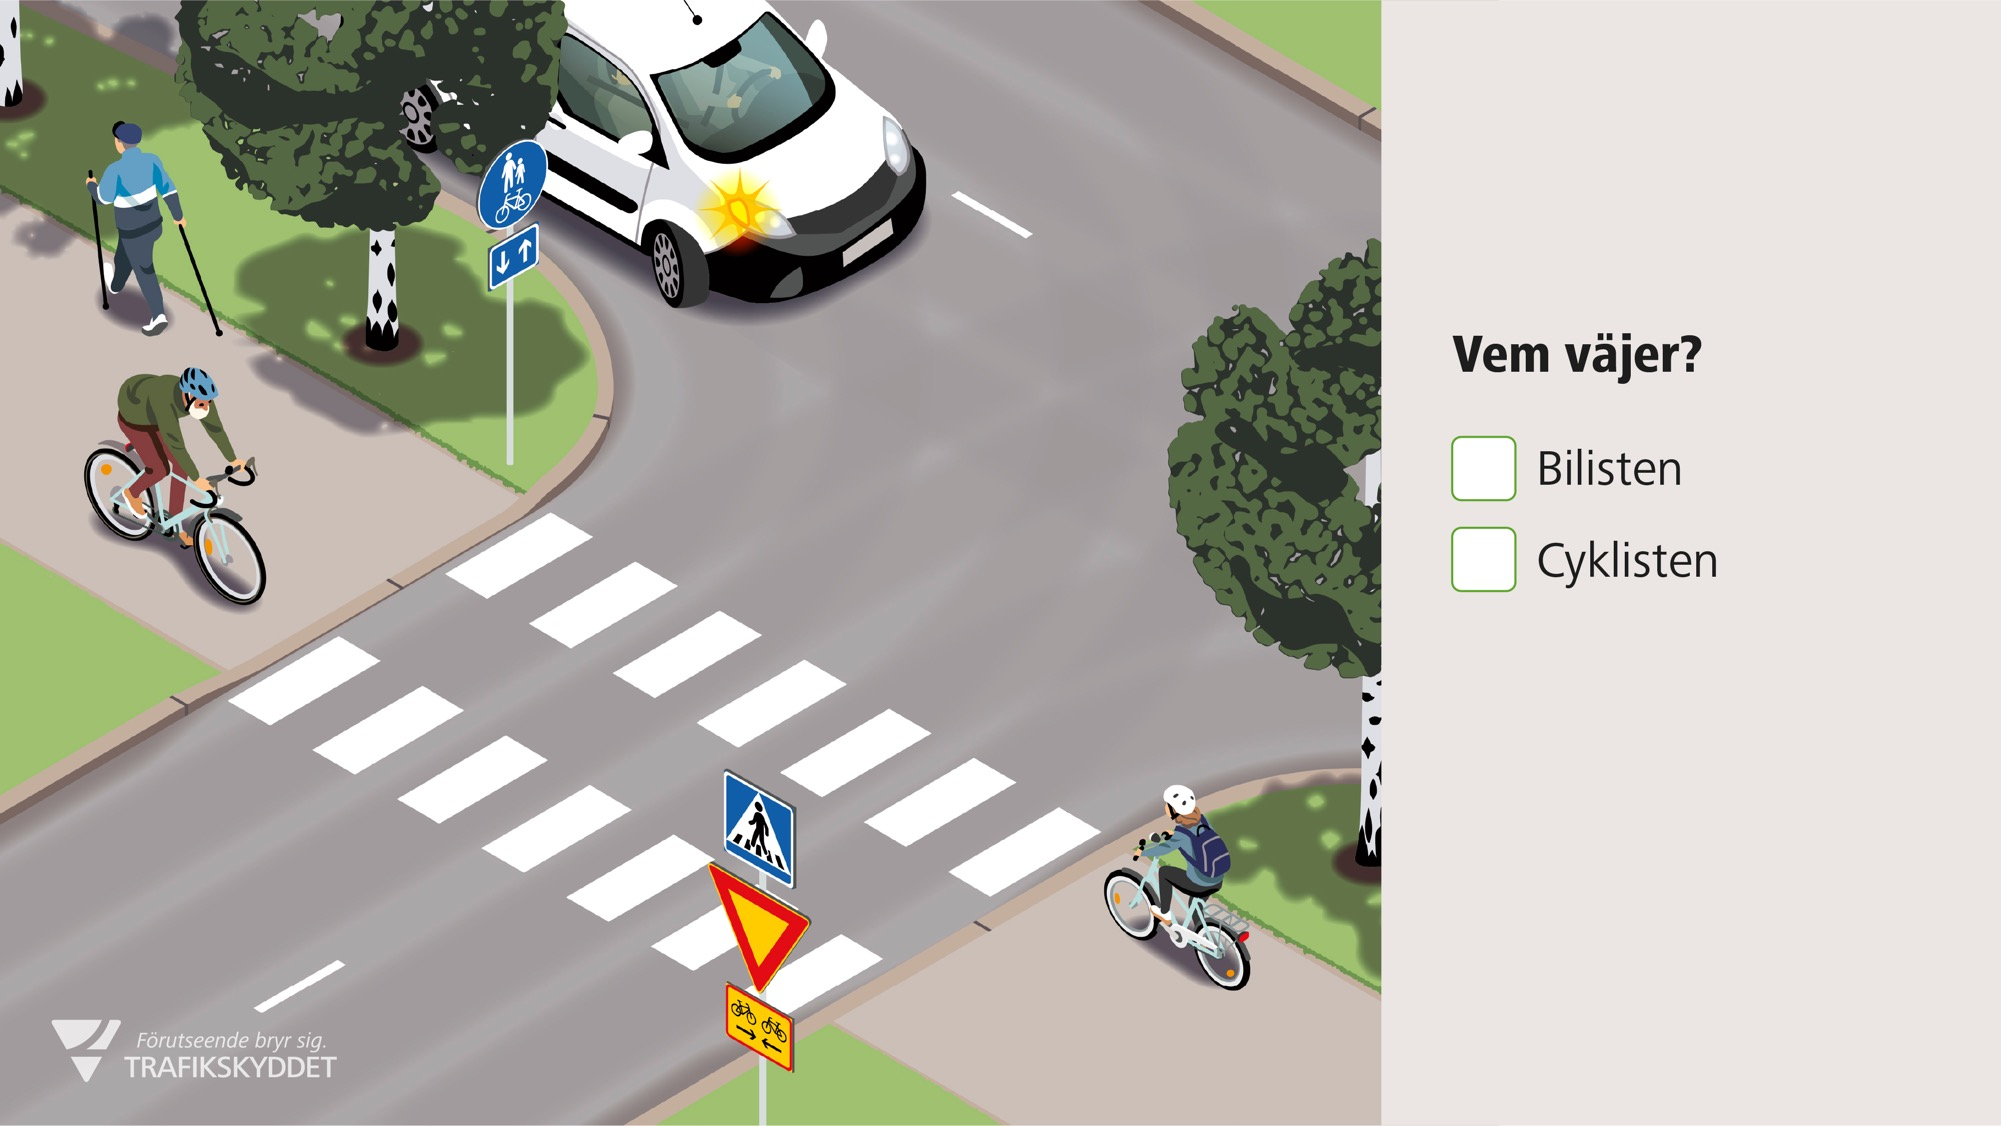 Vem väjer?
Bilisten
Cyklisten
Förutseende bryr sig.
TRAFIKSKYDDET